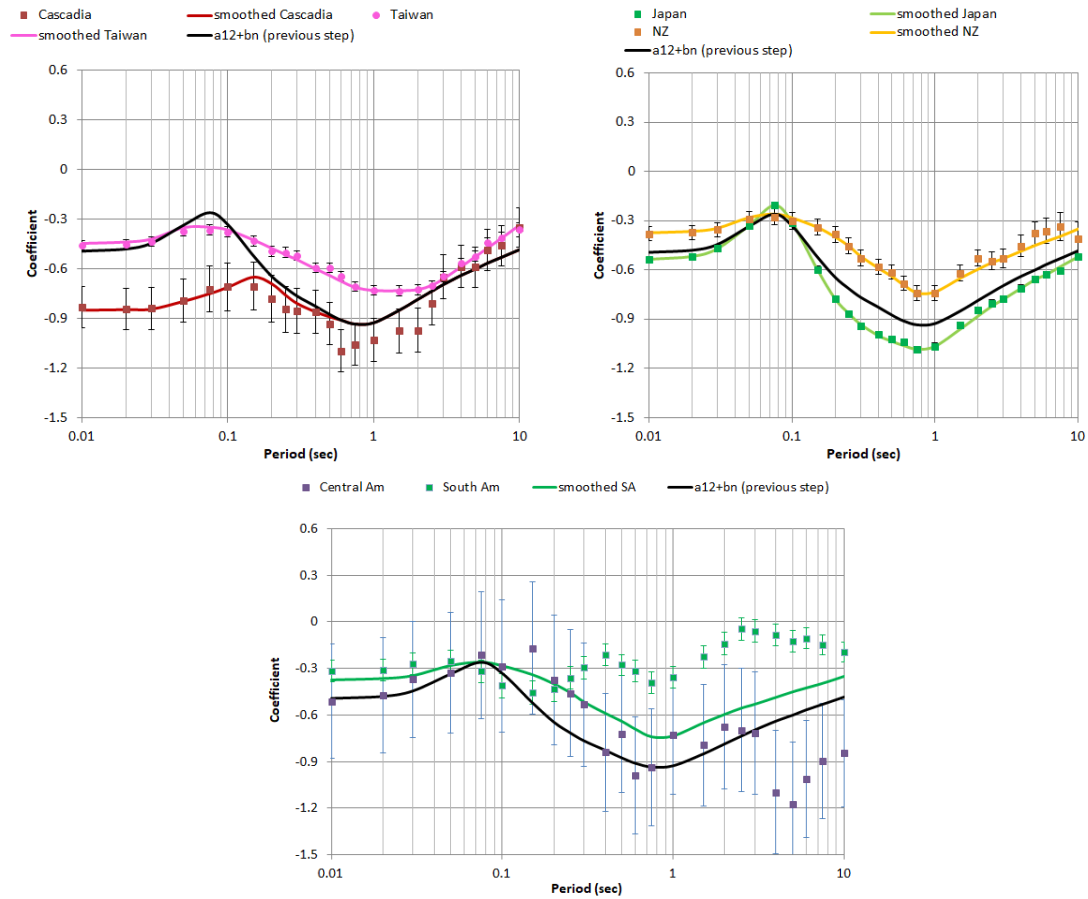 Cascadia smoothed Cascadia Taiwan
smoothed Taiwan a12+bn (previous step)
0.6
0.3
0
-0.3
-0.6
-0.9
-1.2
-1.5
Coefficient
0.01 0.1 1 10
Period (sec)
Japan smoothed Japan
NZ smoothed NZ
a12+bn (previous step)
0.6
0.3
0
-0.3
-0.6
-0.9
-1.2
-1.5
Coefficient
0.01 0.1 1 10
Period (sec)
Central Am South Am smoothed SA a12+bn (previous step)
0.6
0.3
0
-0.3
-0.6
-0.9
-1.2
-1.5
Coefficient
0.01 0.1 1 10
Period (sec)